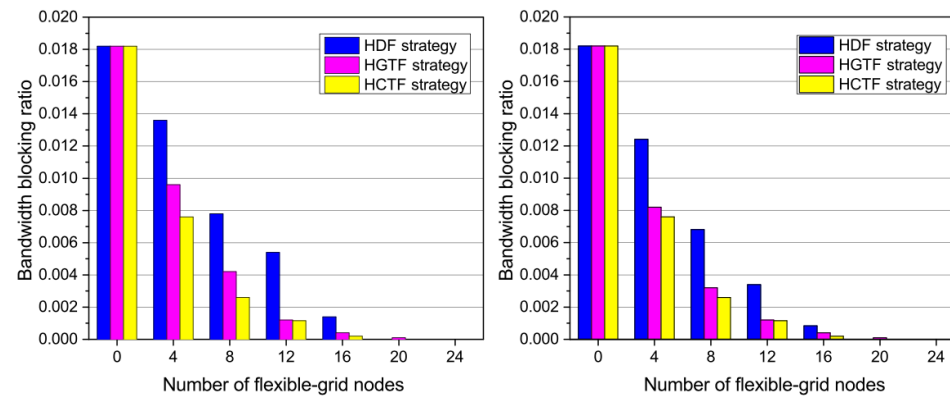 0.020
0.018
0.016
0.014
0.012
0.010
0.008
0.006
0.004
0.002
0.000
Bandwidth blocking ratio
HDF strategy
HGTF strategy
HCTF strategy
0 4 8 12 16 20 24
Number of flexible-grid nodes
0.020
0.018
0.016
0.014
0.012
0.010
0.008
0.006
0.004
0.002
0.000
Bandwidth blocking ratio
HDF strategy
HGTF strategy
HCTF strategy
0 4 8 12 16 20 24
Number of flexible-grid nodes